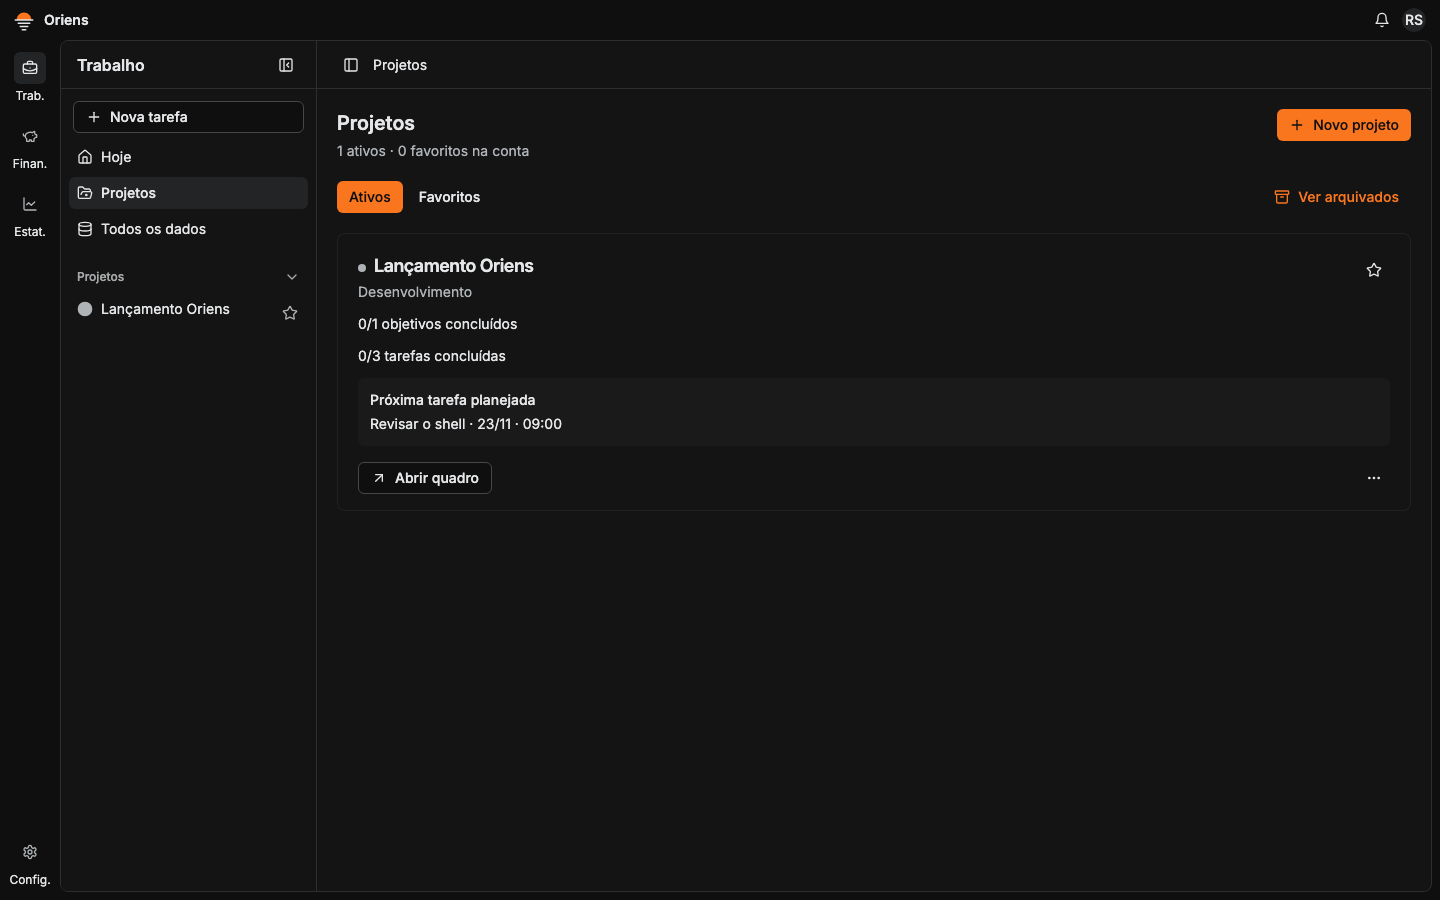 Oriens
RS
Trab.
Finan.
Estat.
Config.
Trabalho
Nova tarefa
Hoje
Projetos
Todos os dados
Projetos
Lançamento Oriens
Projetos
Projetos
1 ativos · 0 favoritos na conta
Novo projeto
Ativos
Favoritos
Ver arquivados
Lançamento Oriens
Desenvolvimento
0/1 objetivos concluídos
0/3 tarefas concluídas
Próxima tarefa planejada
Revisar o shell · 23/11 · 09:00
Abrir quadro